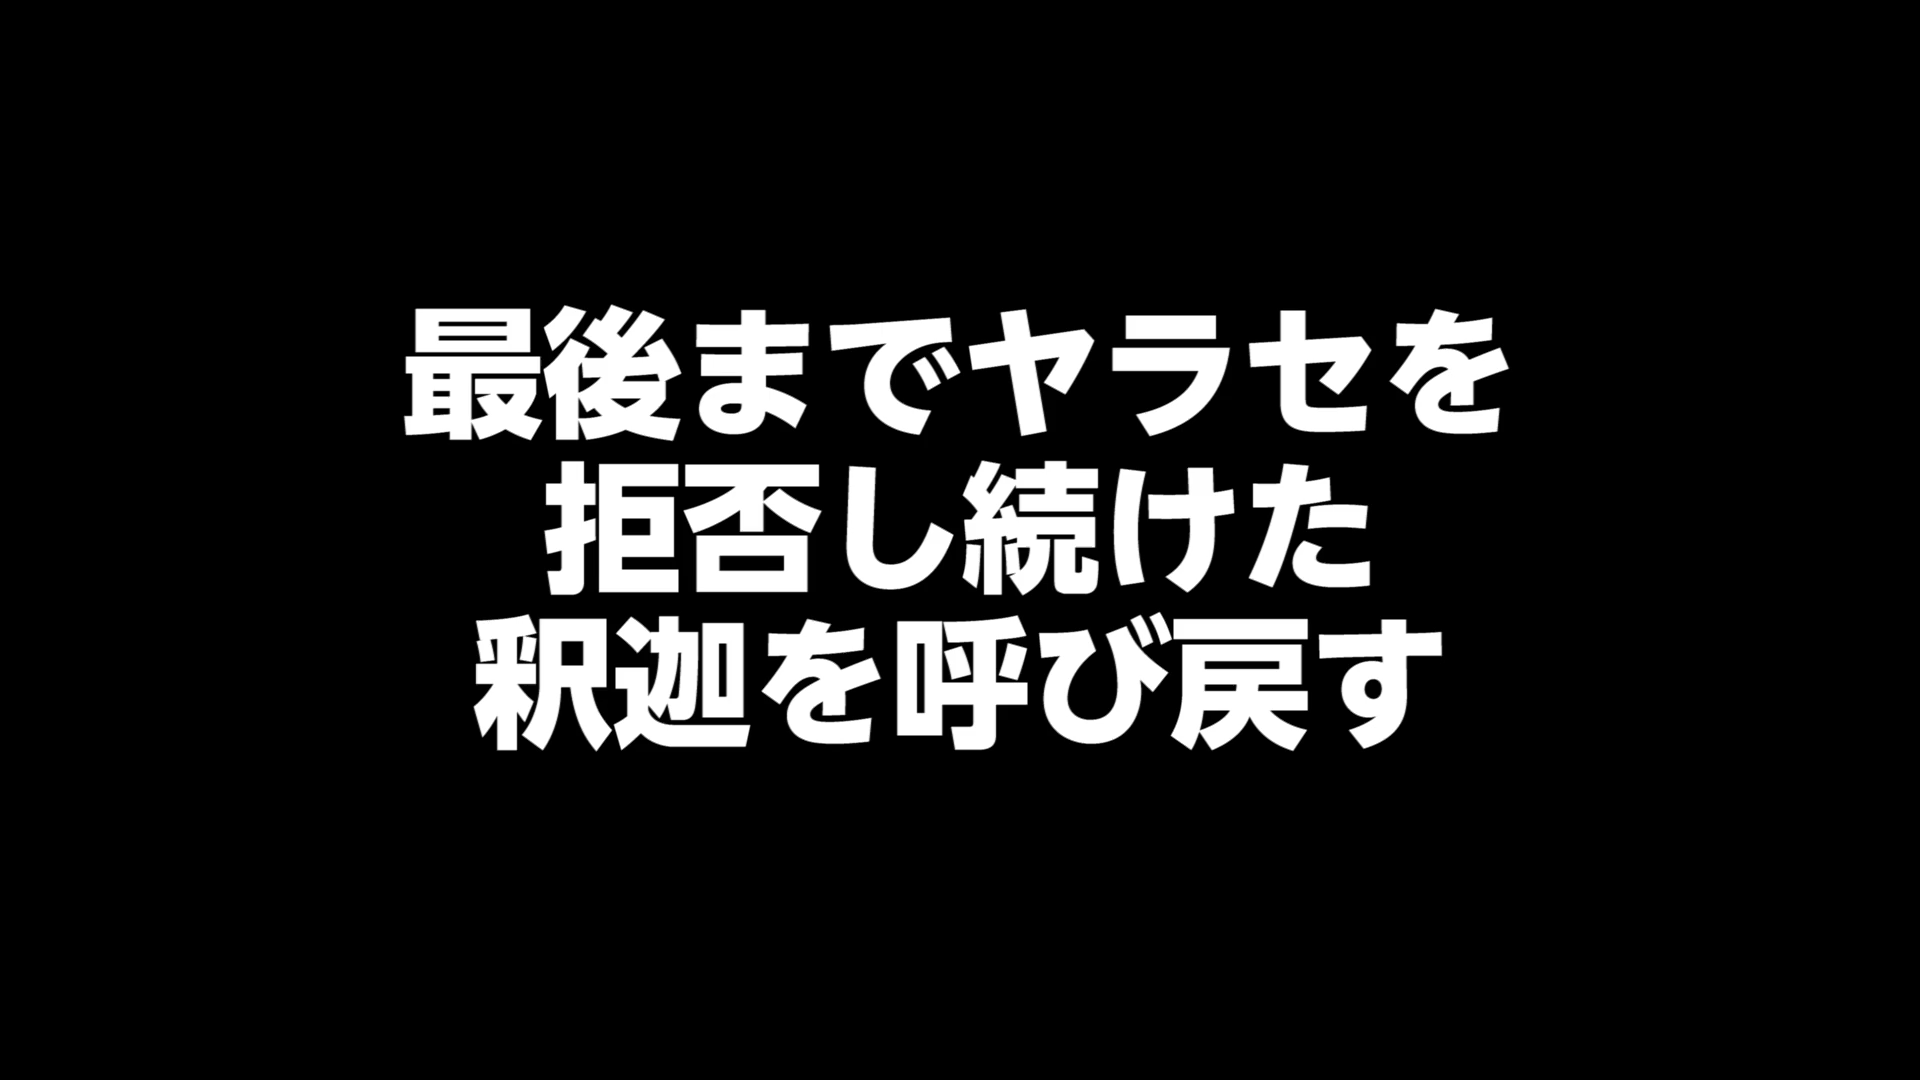 最後までヤラセを
拒否し続けた
釈迦を呼び戻す